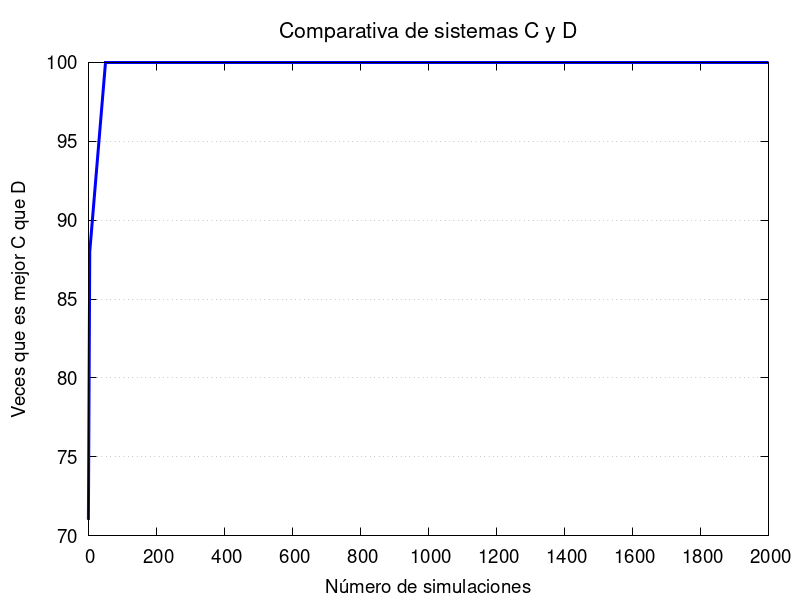 Comparativa de sistemas C y D
100
95
90
85
80
75
70
Veces que es mejor C que D
0 200 400 600 800 1000 1200 1400 1600 1800 2000
Número de simulaciones